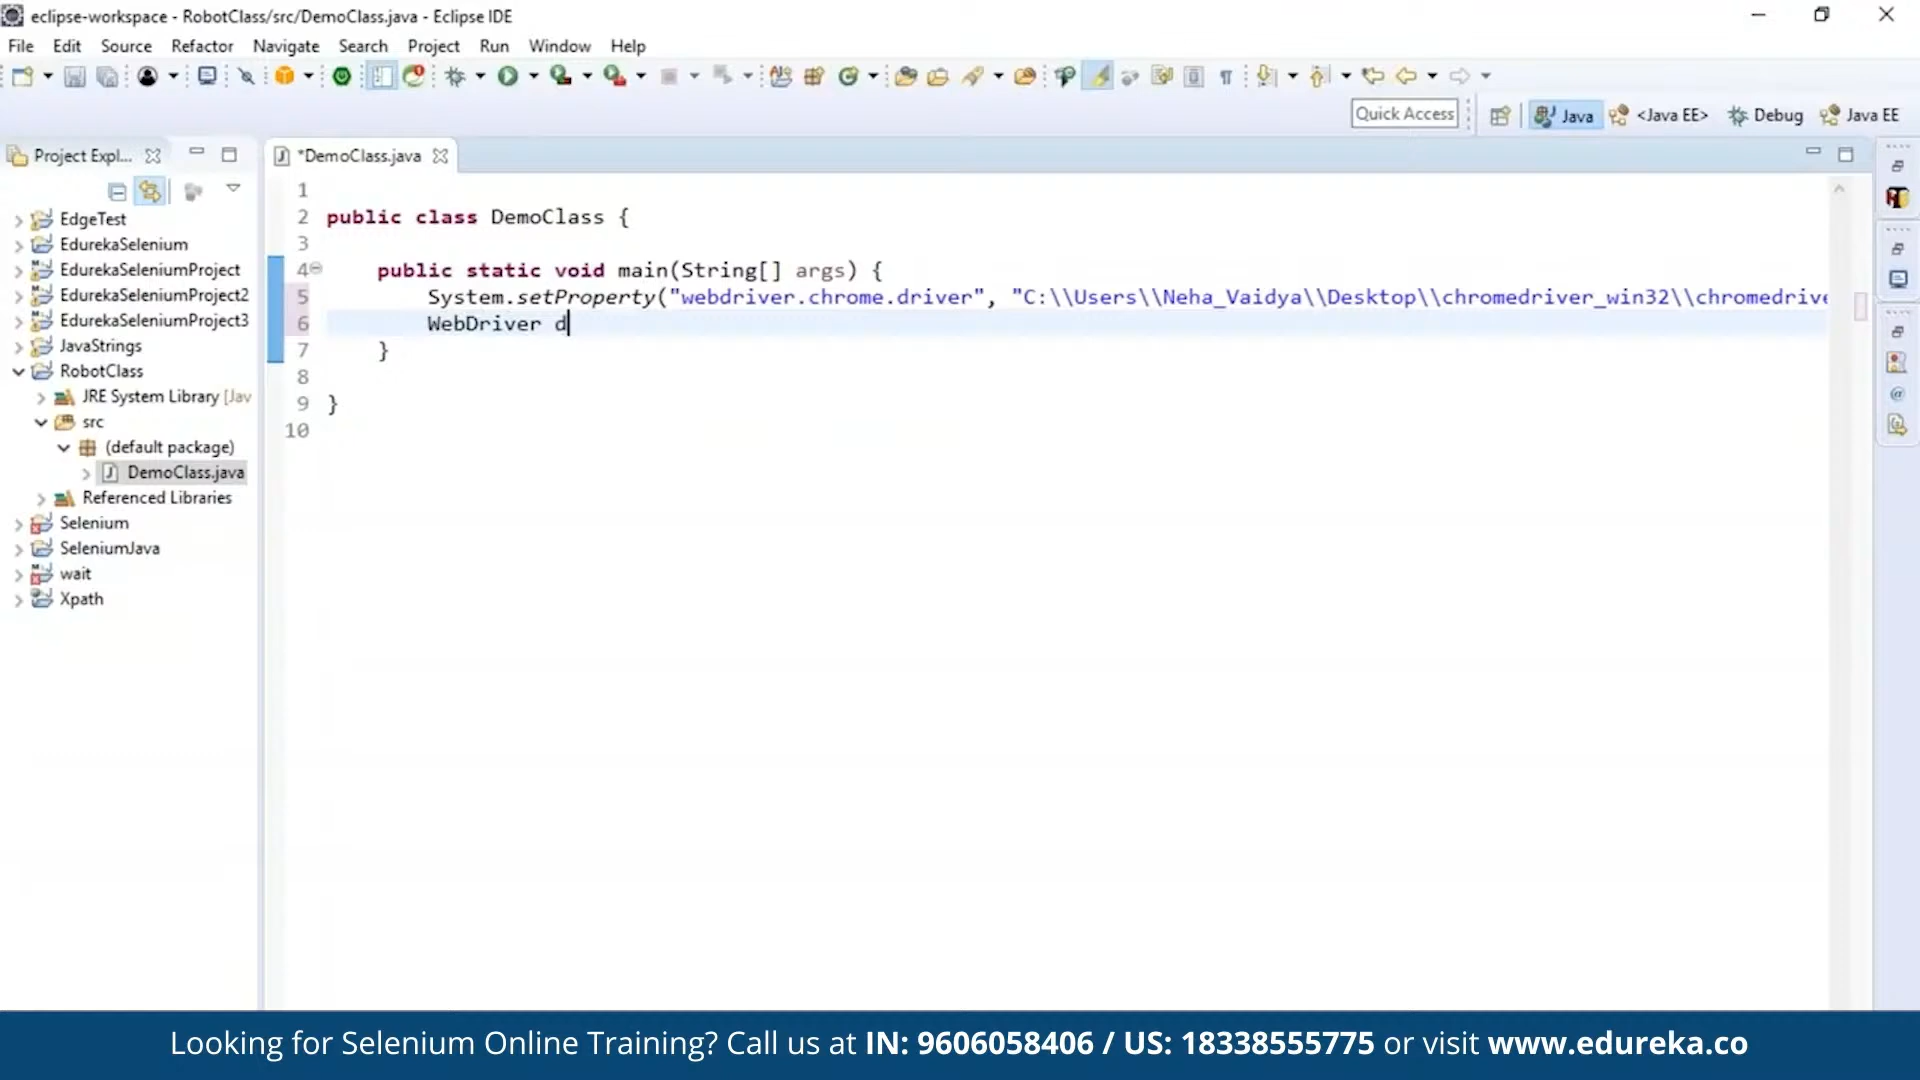 eclipse-workspace - RobotClass/src/DemoClass.java - Eclipse IDE
File Edit Source Refactor Navigate Search Project Run Window Help
Quick Access
Java
<Java EE>
Debug
Java EE
Project Expl...
*DemoClass.java
EdgeTest
EdurekaSelenium
EdurekaSeleniumProject
EdurekaSeleniumProject2
EdurekaSeleniumProject3
JavaStrings
RobotClass
JRE System Library [Jav
src
(default package)
DemoClass.java
Referenced Libraries
Selenium
SeleniumJava
wait
Xpath
1
2 public class DemoClass {
3
4 public static void main(String[] args) {
5 System.setProperty("webdriver.chrome.driver", "C:\\Users\\Neha_Vaidya\\Desktop\\chromedriver_win32\\chromedrive
6 WebDriver d
7 }
8
9 }
10
Looking for Selenium Online Training? Call us at IN: 9606058406 / US: 18338555775 or visit www.edureka.co